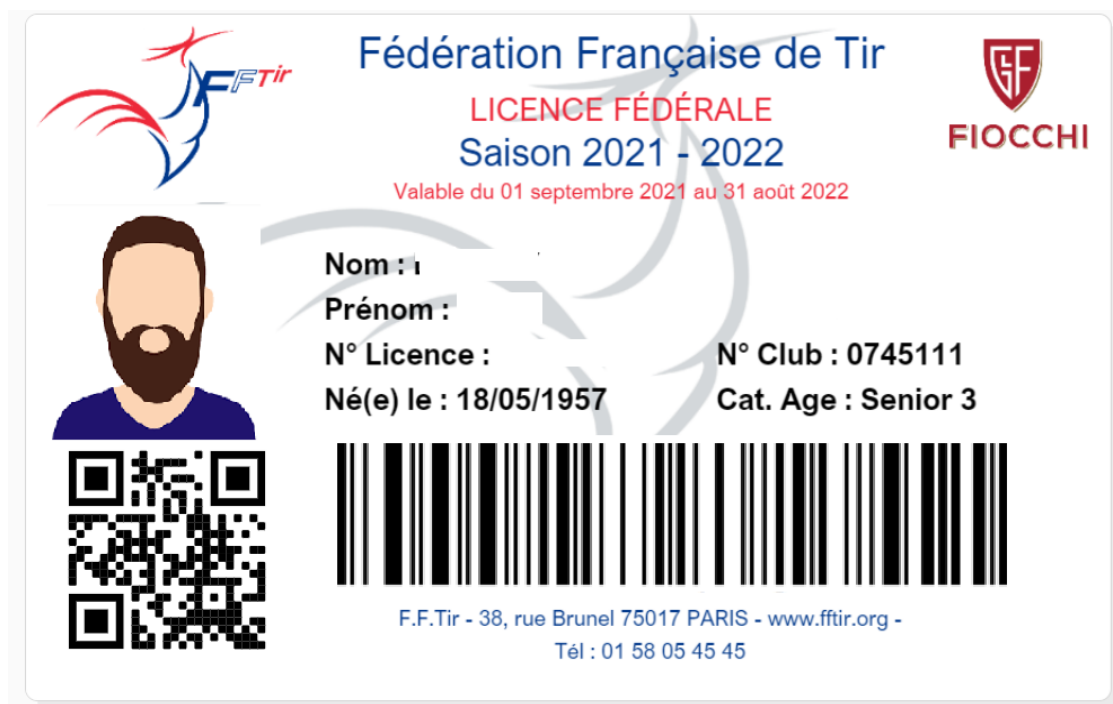 FFTir
Fédération Française de Tir
LICENCE FÉDÉRALE
Saison 2021 - 2022
Valable du 01 septembre 2021 au 31 août 2022
GF
FIOCCHI
Nom :
Prénom :
N° Licence :
N° Club : 0745111
Né(e) le : 18/05/1957
Cat. Age : Senior 3
F.F.Tir - 38, rue Brunel 75017 PARIS - www.fftir.org -
Tél : 01 58 05 45 45